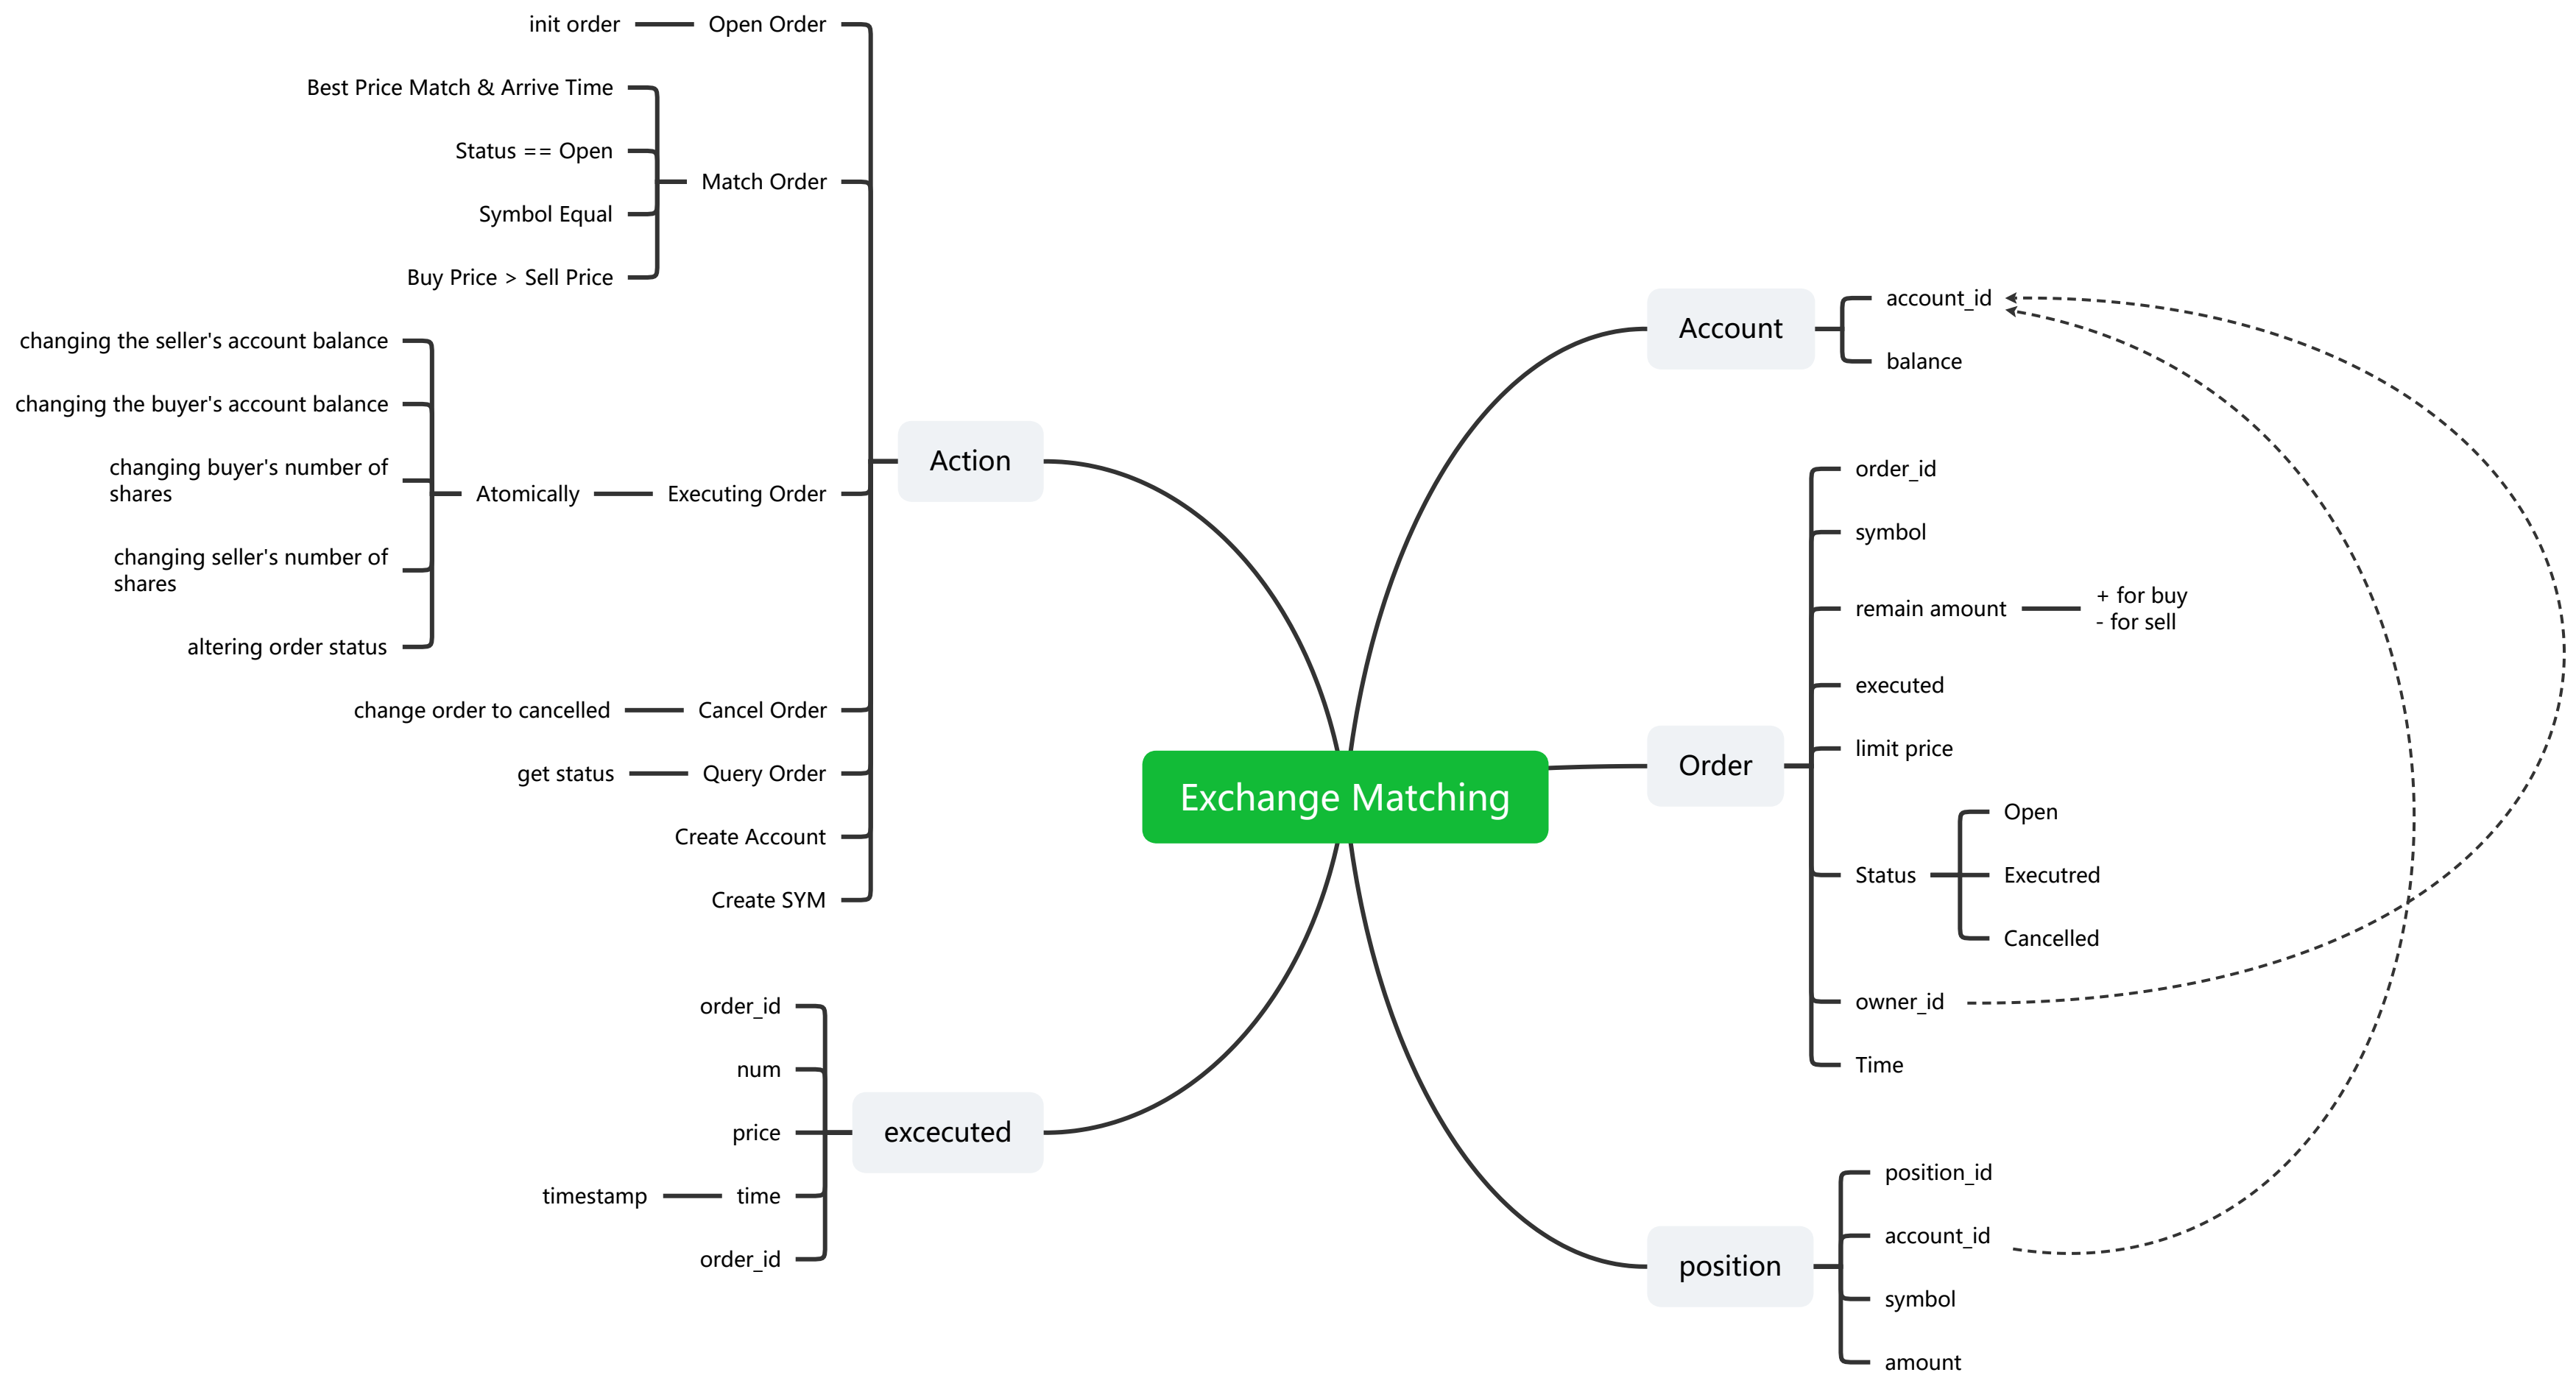 Exchange Matching
Action
Open Order
init order
Match Order
Best Price Match & Arrive Time
Status == Open
Symbol Equal
Buy Price > Sell Price
Executing Order
Atomically
changing the seller's account balance
changing the buyer's account balance
changing buyer's number of
shares
changing seller's number of
shares
altering order status
Cancel Order
change order to cancelled
Query Order
get status
Create Account
Create SYM
excecuted
order_id
num
price
time
timestamp
order_id
Account
account_id
balance
Order
order_id
symbol
remain amount
+ for buy
- for sell
executed
limit price
Status
Open
Executred
Cancelled
owner_id
Time
position
position_id
account_id
symbol
amount